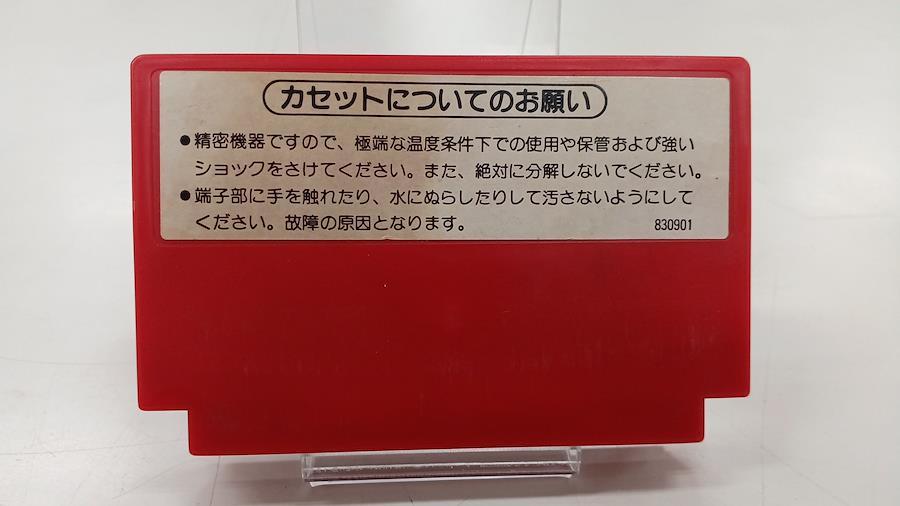 カセットについてのお願い
●精密機器ですので、極端な温度条件下での使用や保管および強い
ショックをさけてください。また、絶対に分解しないでください。
●端子部に手を触れたり、水にぬらしたりして汚さないようにして
ください。故障の原因となります。 830901